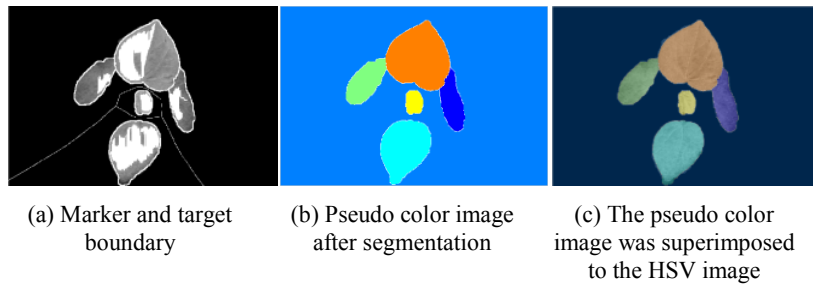 (a) Marker and target
boundary
(b) Pseudo color image
after segmentation
(c) The pseudo color
image was superimposed
to the HSV image